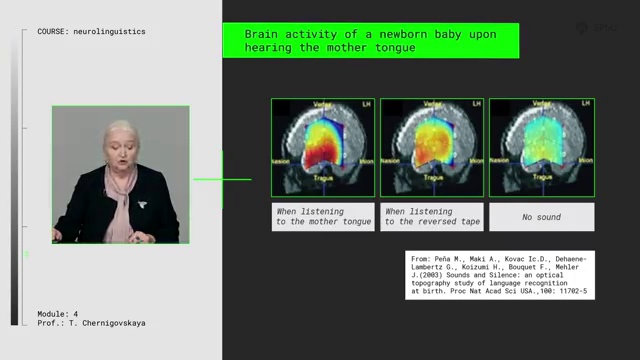 COURSE: neurolinguistics
Brain activity of a newborn baby upon
hearing the mother tongue
Vertex LH
Nasion Inion
Tragus
Vertex LH
Nasion Inion
Tragus
Vertex LH
Nasion Inion
Tragus
When listening
to the mother tongue
When listening
to the reversed tape
No sound
From: Peña M., Maki A., Kovac Ic.D., Dehaene-
Lambertz G., Koizumi H., Bouquet F., Mehler
J.(2003) Sounds and Silence: an optical
topography study of language recognition
at birth. Proc Nat Acad Sci USA.,100: 11702-5
Module: 4
Prof.: T. Chernigovskaya